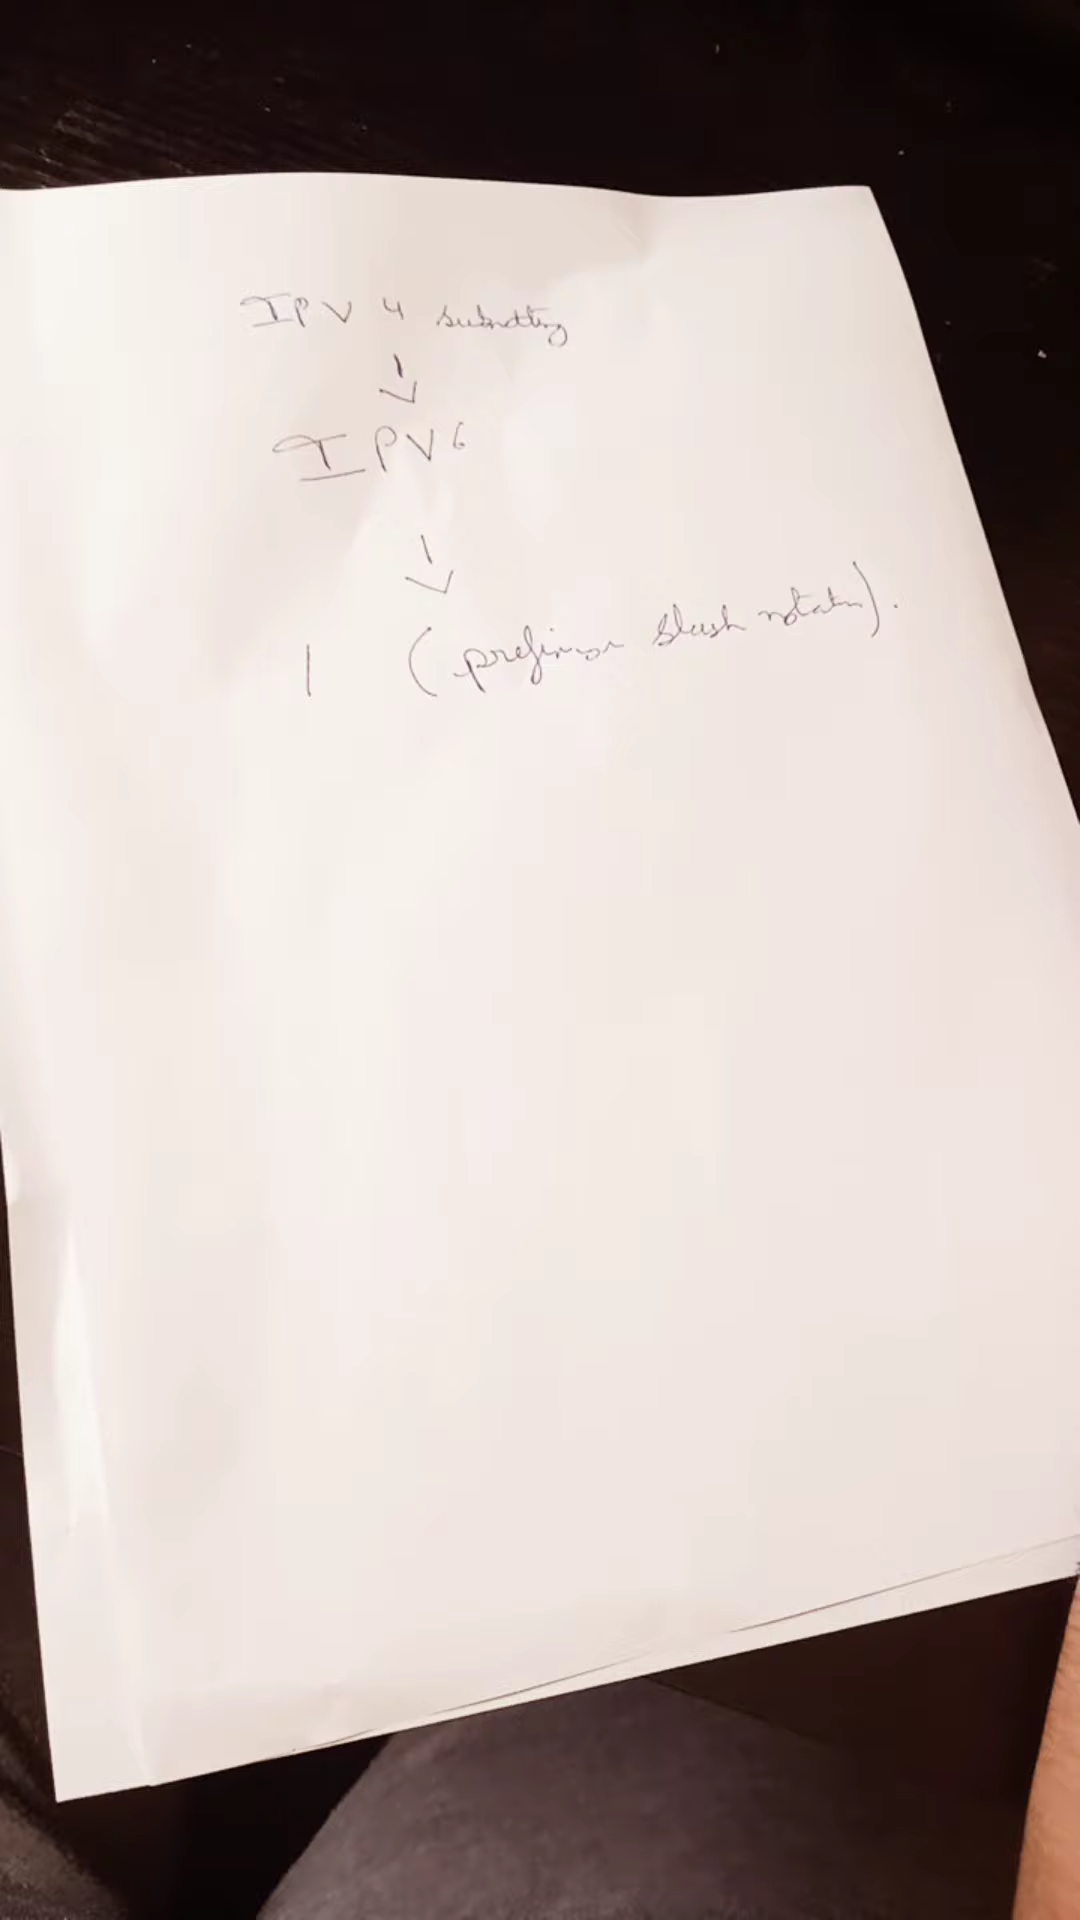 IPV 4 subnetting
IPV6
/ (prefix or slash notation).